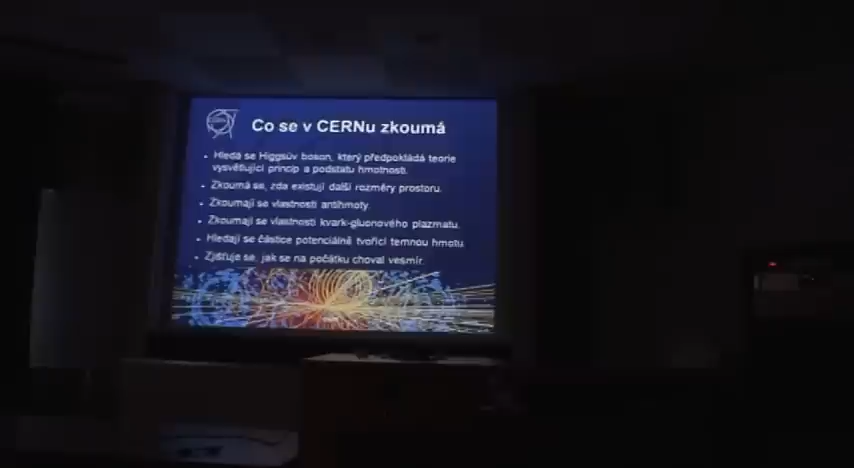 Co se v CERNu zkoumá
• Hledá se Higgsův boson, který předpokládá teorie
vysvětlující princip a podstatu hmotnosti.
• Zkoumá se, zda existují další rozměry prostoru.
• Zkoumají se vlastnosti antihmoty.
• Zkoumají se vlastnosti kvark-gluonového plazmatu.
• Hledají se částice potenciálně tvořící temnou hmotu.
• Zjišťuje se, jak se na počátku choval vesmír.